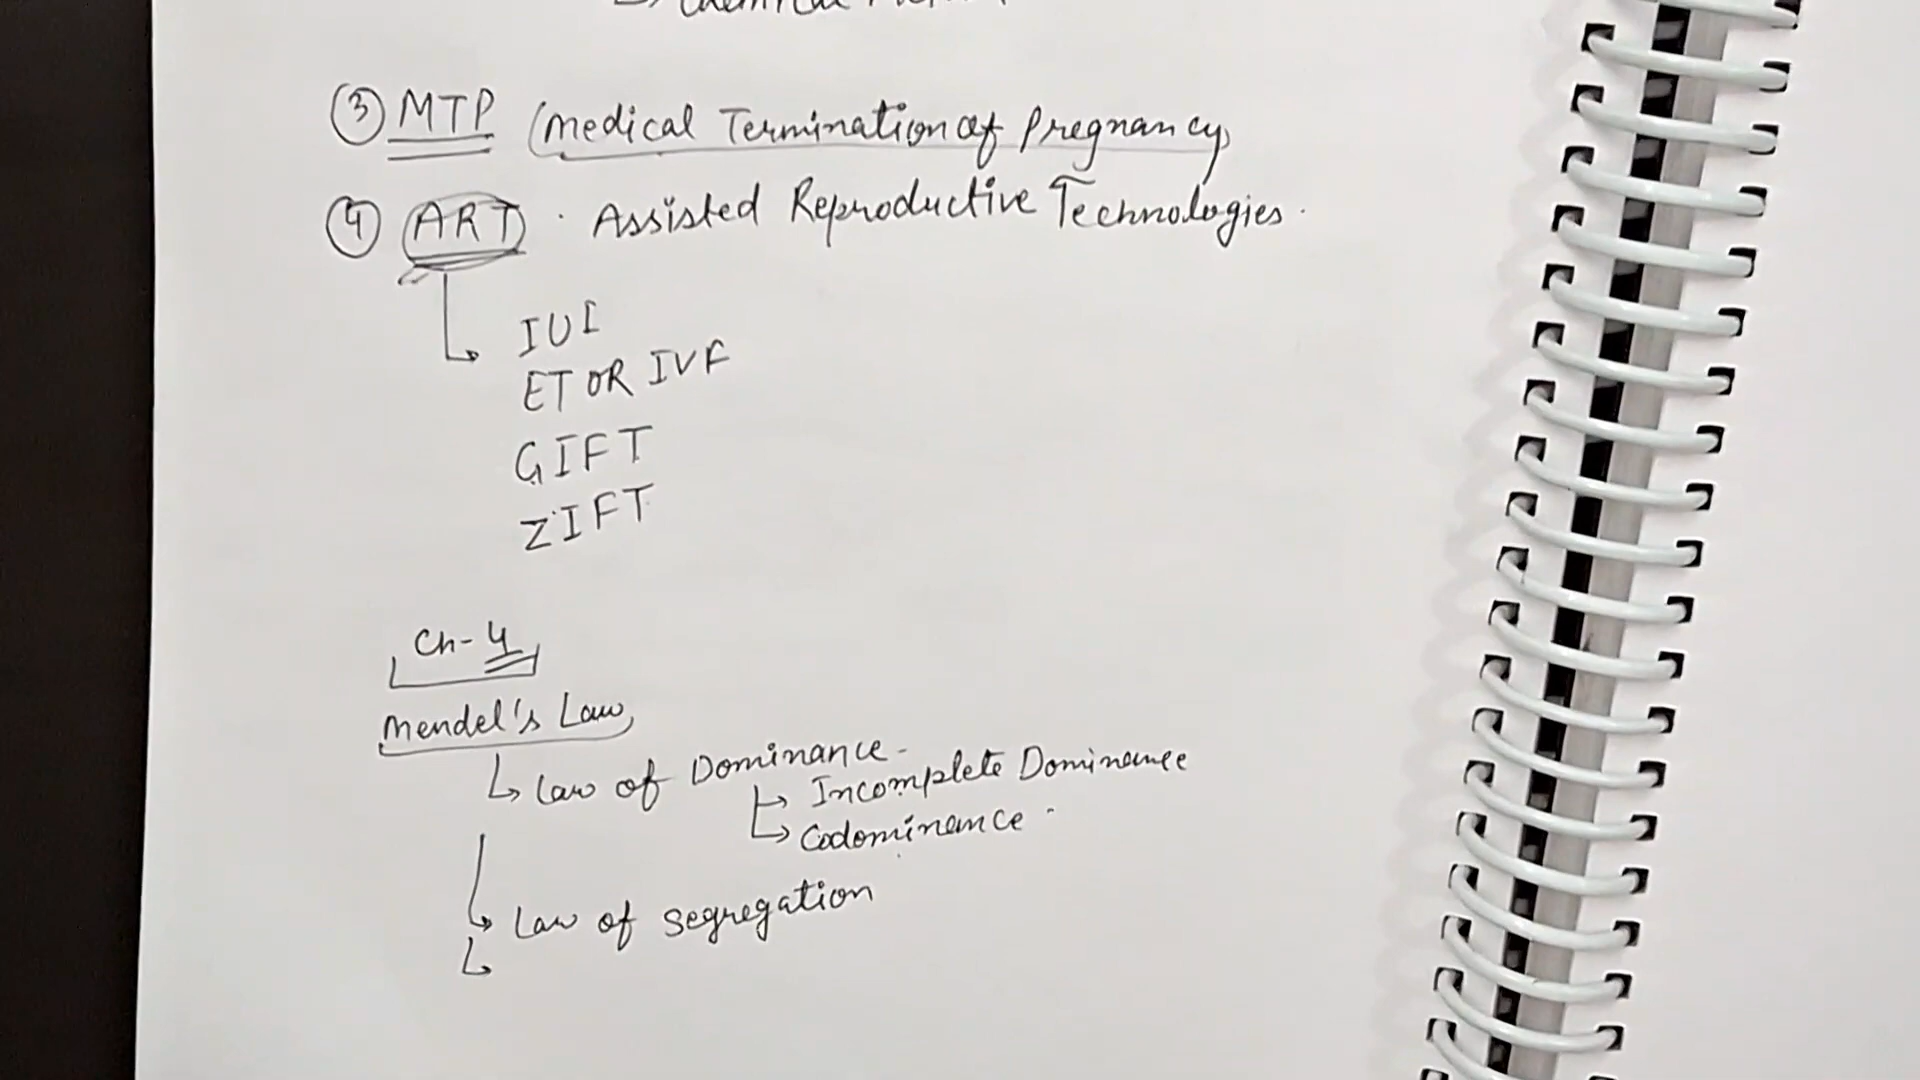 ③ MTP (Medical Termination of Pregnancy
④ ART . Assisted Reproductive Technologies.
IUI
ET OR IVF
GIFT
ZIFT
Ch-4
Mendel's Law
Law of Dominance-
Incomplete Dominance
Codominance
Law of segregation